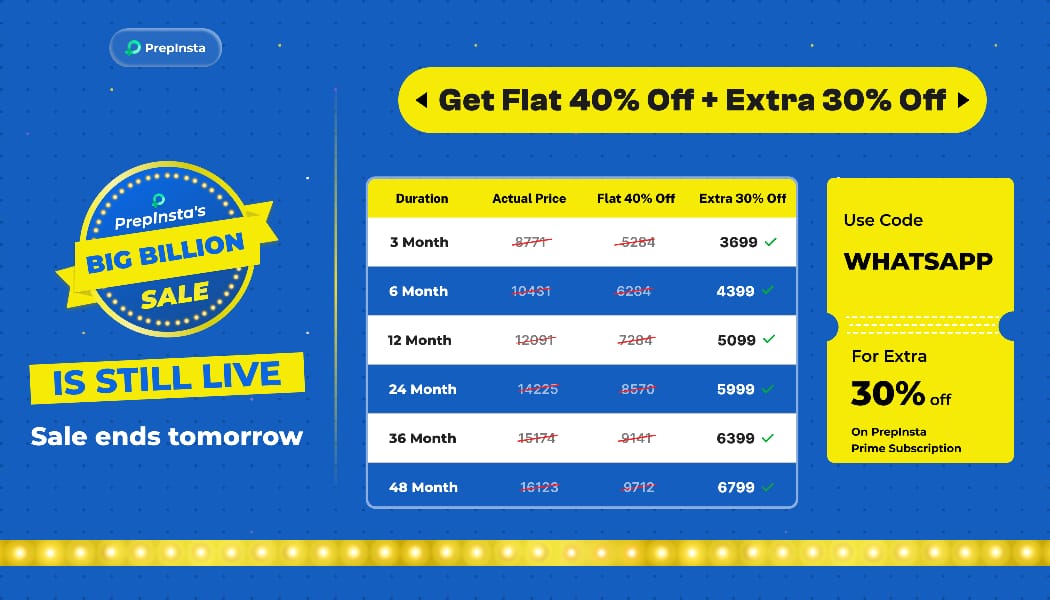 PrepInsta
Get Flat 40% Off + Extra 30% Off
PrepInsta's
BIG BILLION
SALE
IS STILL LIVE
Sale ends tomorrow
Duration Actual Price Flat 40% Off Extra 30% Off
3 Month 8771 5284 3699
6 Month 10431 6284 4399
12 Month 12091 7284 5099
24 Month 14225 8570 5999
36 Month 15174 9141 6399
48 Month 16123 9712 6799
Use Code
WHATSAPP
For Extra
30% off
On PrepInsta
Prime Subscription